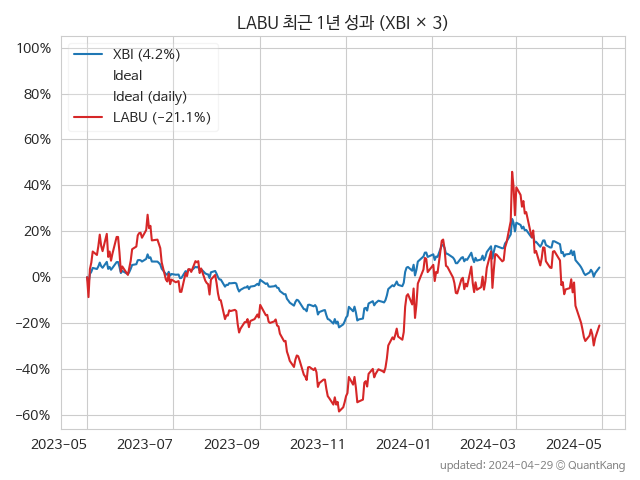 LABU 최근 1년 성과 (XBI × 3)
100%
80%
60%
40%
20%
0%
−20%
−40%
−60%
XBI (4.2%)
Ideal
Ideal (daily)
LABU (−21.1%)
2023-05 2023-07 2023-09 2023-11 2024-01 2024-03 2024-05
updated: 2024-04-29 © QuantKang